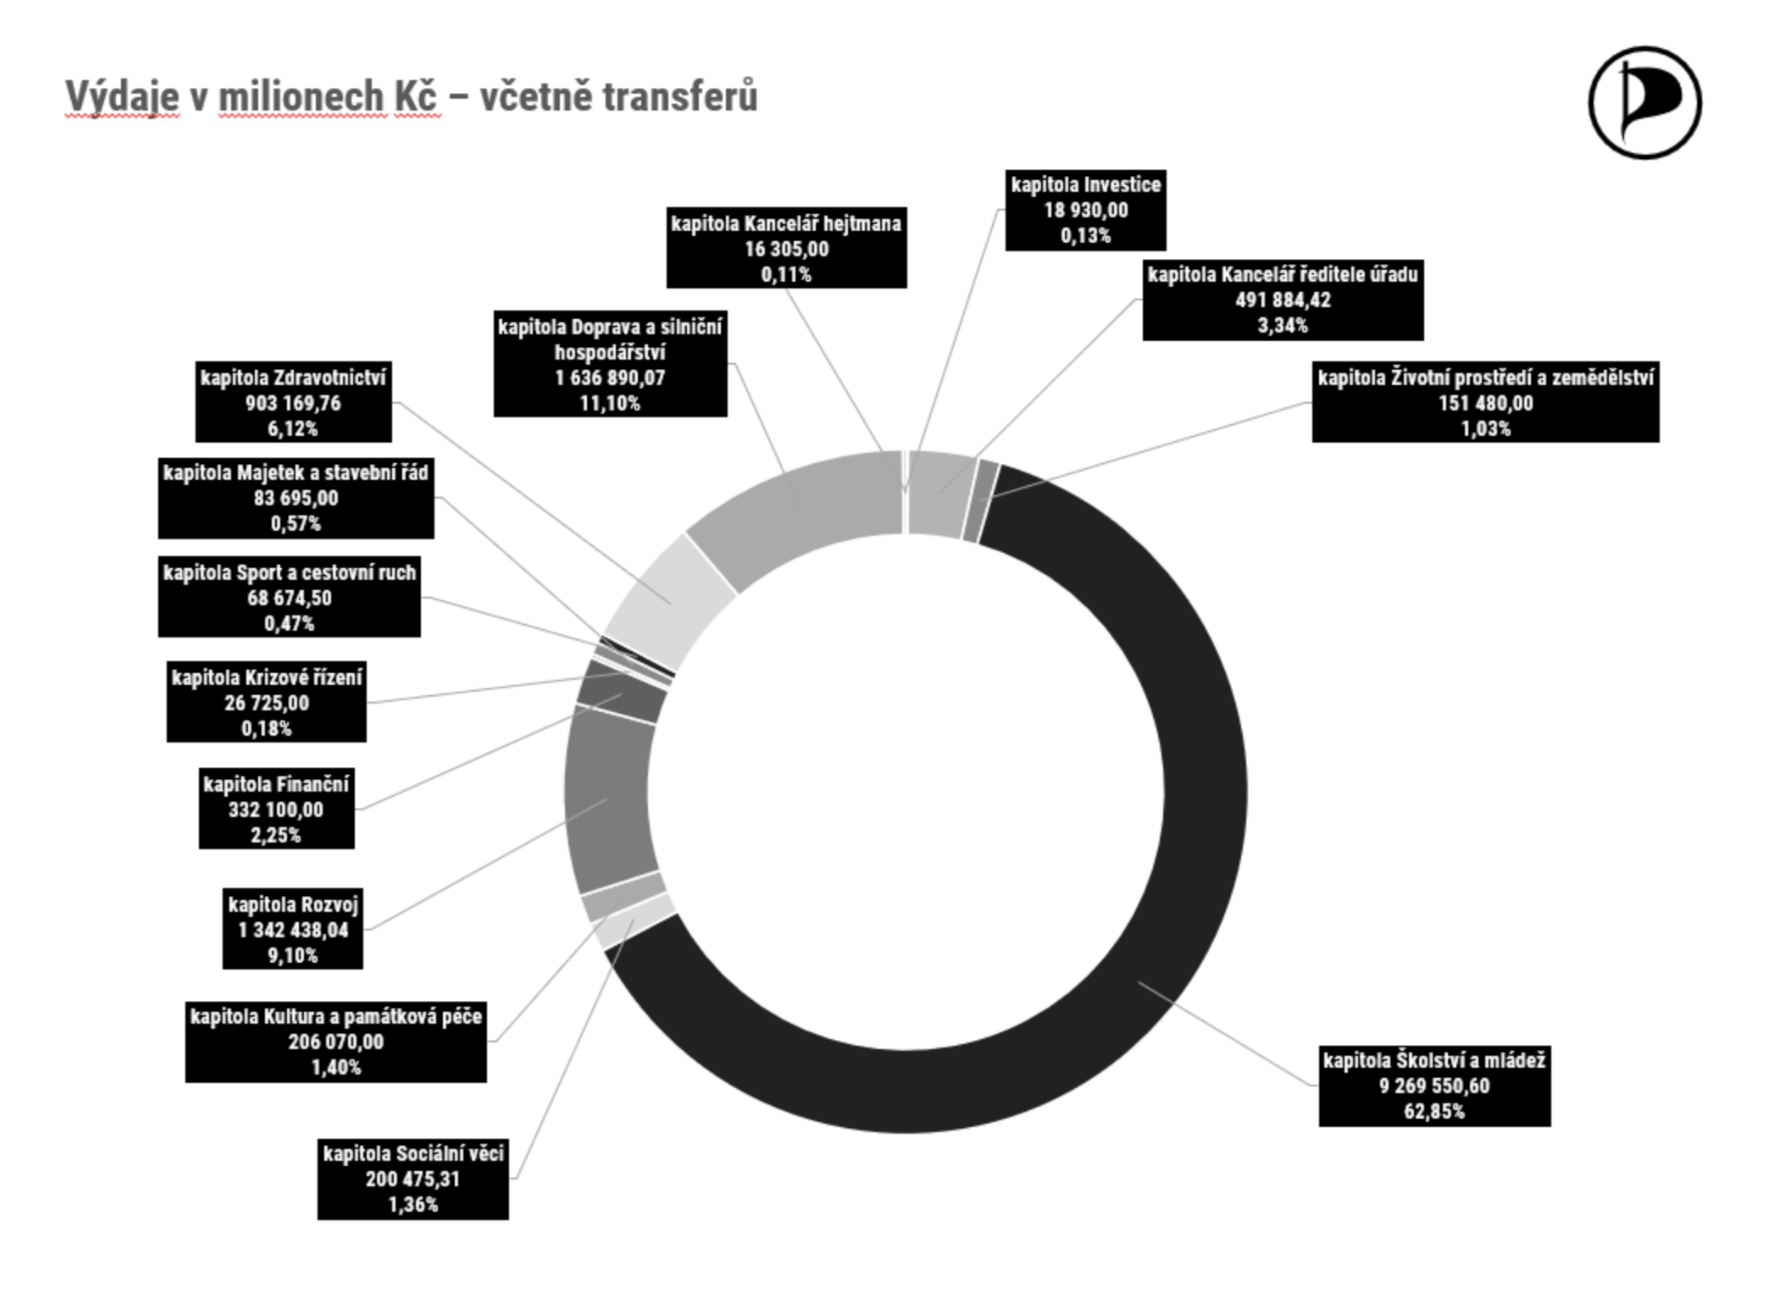 Výdaje v milionech Kč – včetně transferů
kapitola Investice
18 930,00
0,13%
kapitola Kancelář hejtmana
16 305,00
0,11%
kapitola Kancelář ředitele úřadu
491 884,42
3,34%
kapitola Doprava a silniční
hospodářství
1 636 890,07
11,10%
kapitola Zdravotnictví
903 169,76
6,12%
kapitola Životní prostředí a zemědělství
151 480,00
1,03%
kapitola Majetek a stavební řád
83 695,00
0,57%
kapitola Sport a cestovní ruch
68 674,50
0,47%
kapitola Krizové řízení
26 725,00
0,18%
kapitola Finanční
332 100,00
2,25%
kapitola Rozvoj
1 342 438,04
9,10%
kapitola Kultura a památková péče
206 070,00
1,40%
kapitola Školství a mládež
9 269 550,60
62,85%
kapitola Sociální věci
200 475,31
1,36%